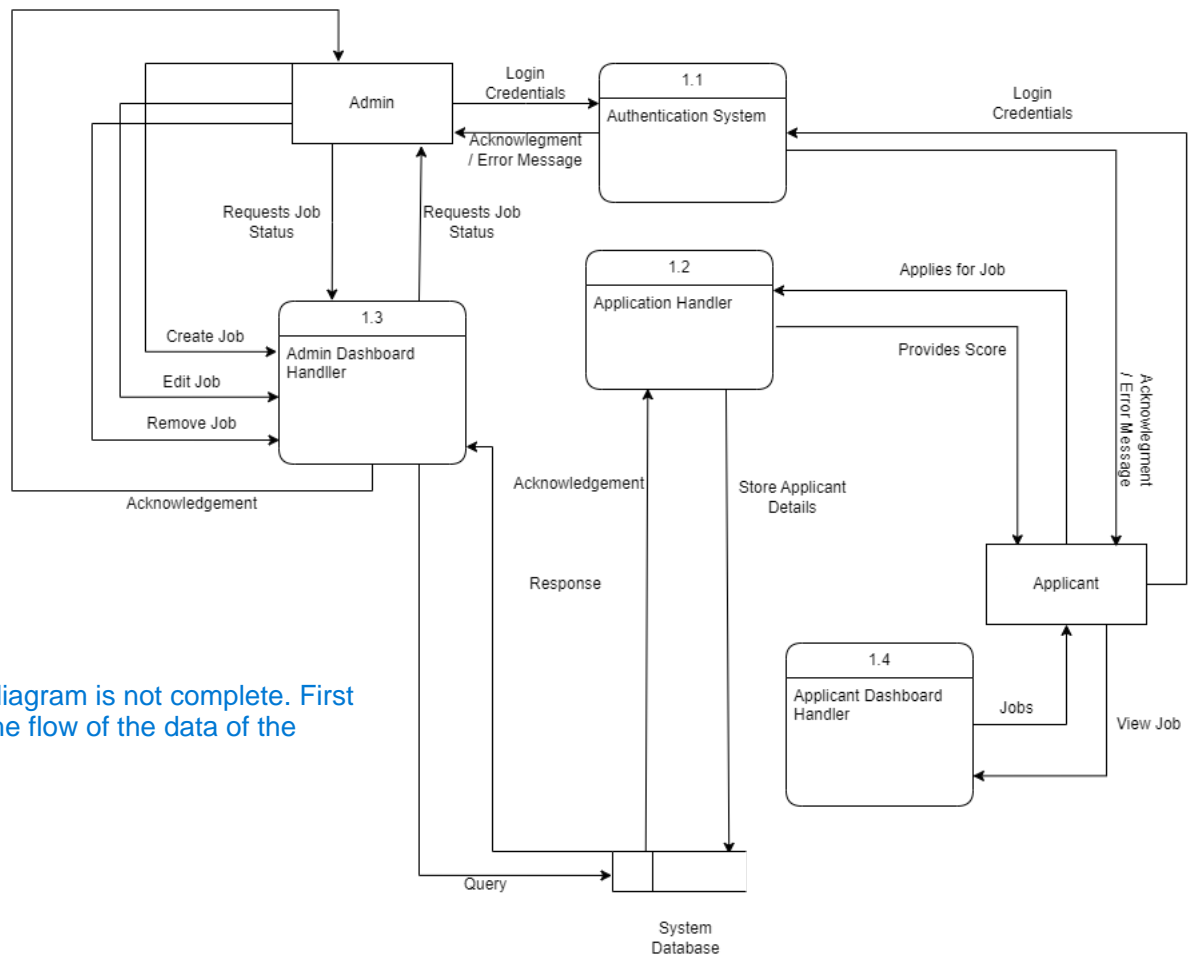 Admin
Login
Credentials
1.1
Authentication System
Login
Credentials
Acknowlegment
/ Error Message
Requests Job
Status
Requests Job
Status
1.2
Application Handler
Applies for Job
Provides Score
1.3
Admin Dashboard
Handller
Create Job
Edit Job
Remove Job
Acknowledgement
Acknowlegment
/ Error Message
Acknowledgement
Store Applicant
Details
Response
Applicant
1.4
Applicant Dashboard
Handler
Jobs
View Job
diagram is not complete. First
he flow of the data of the
Query
System
Database